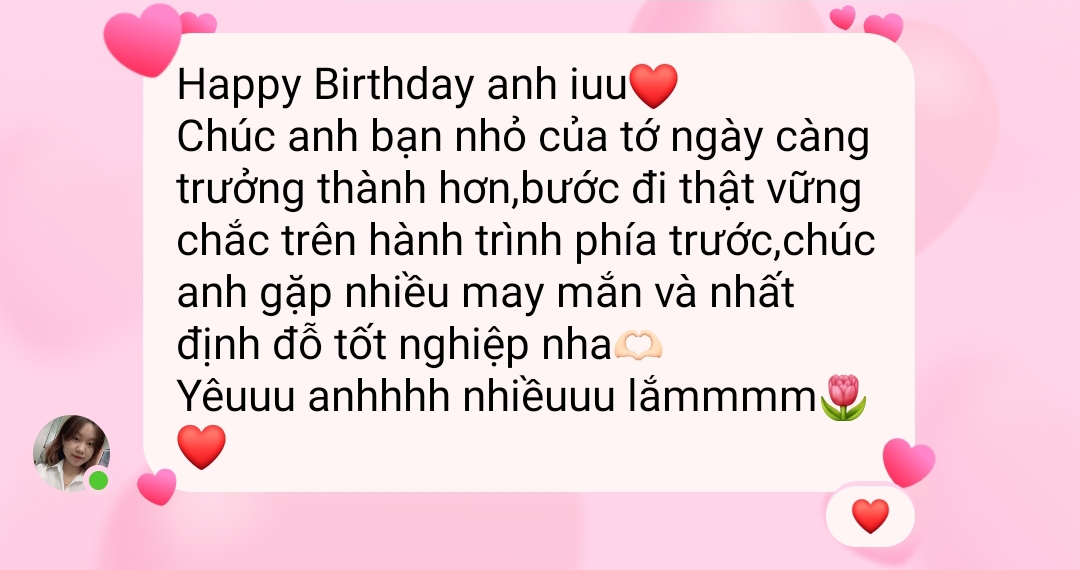 Happy Birthday anh iuu❤️
Chúc anh bạn nhỏ của tớ ngày càng
trưởng thành hơn,bước đi thật vững
chắc trên hành trình phía trước,chúc
anh gặp nhiều may mắn và nhất
định đỗ tốt nghiệp nha🫶🏻
Yêuuu anhhhh nhiềuuu lắmmmm🌷
❤️